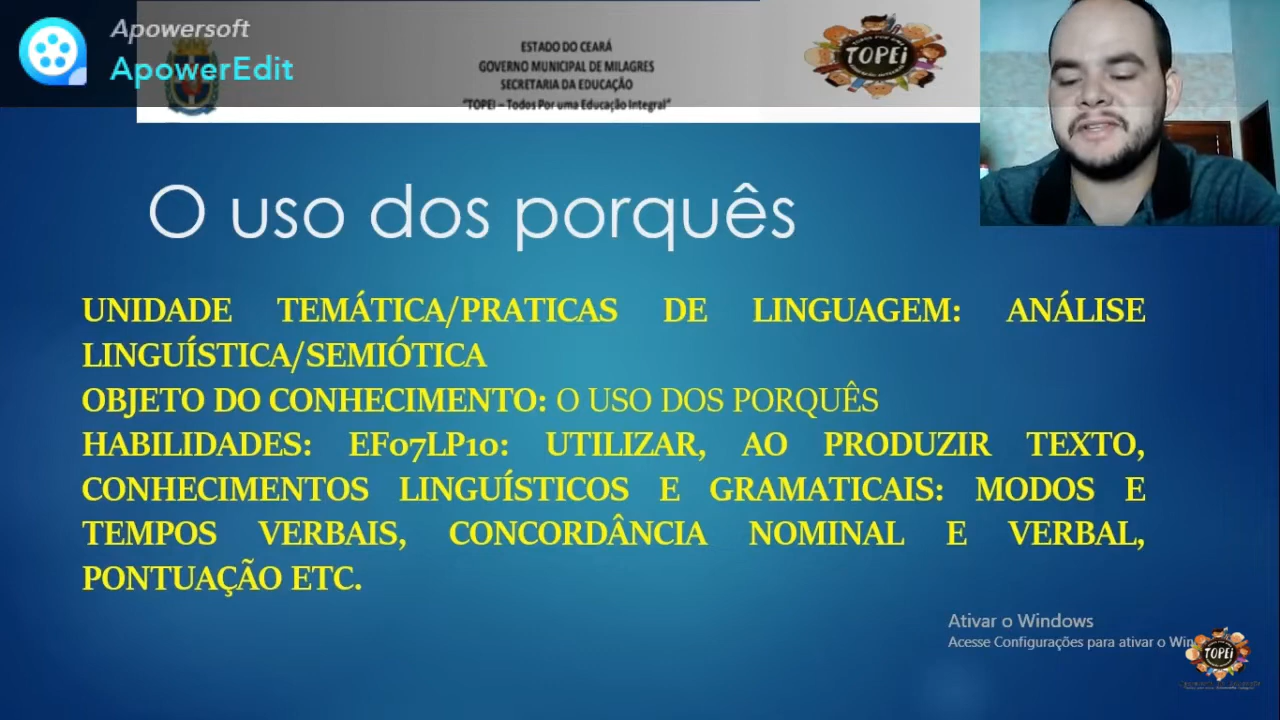 Apowersoft
ApowerEdit
ESTADO DO CEARÁ
GOVERNO MUNICIPAL DE MILAGRES
SECRETARIA DA EDUCAÇÃO
"TOPEI – Todos Por uma Educação Integral"
TOPEi
O uso dos porquês
UNIDADE TEMÁTICA/PRATICAS DE LINGUAGEM: ANÁLISE
LINGUÍSTICA/SEMIÓTICA
OBJETO DO CONHECIMENTO: O USO DOS PORQUÊS
HABILIDADES: EF07LP10: UTILIZAR, AO PRODUZIR TEXTO,
CONHECIMENTOS LINGUÍSTICOS E GRAMATICAIS: MODOS E
TEMPOS VERBAIS, CONCORDÂNCIA NOMINAL E VERBAL,
PONTUAÇÃO ETC.
Ativar o Windows
Acesse Configurações para ativar o Win
TOPEi